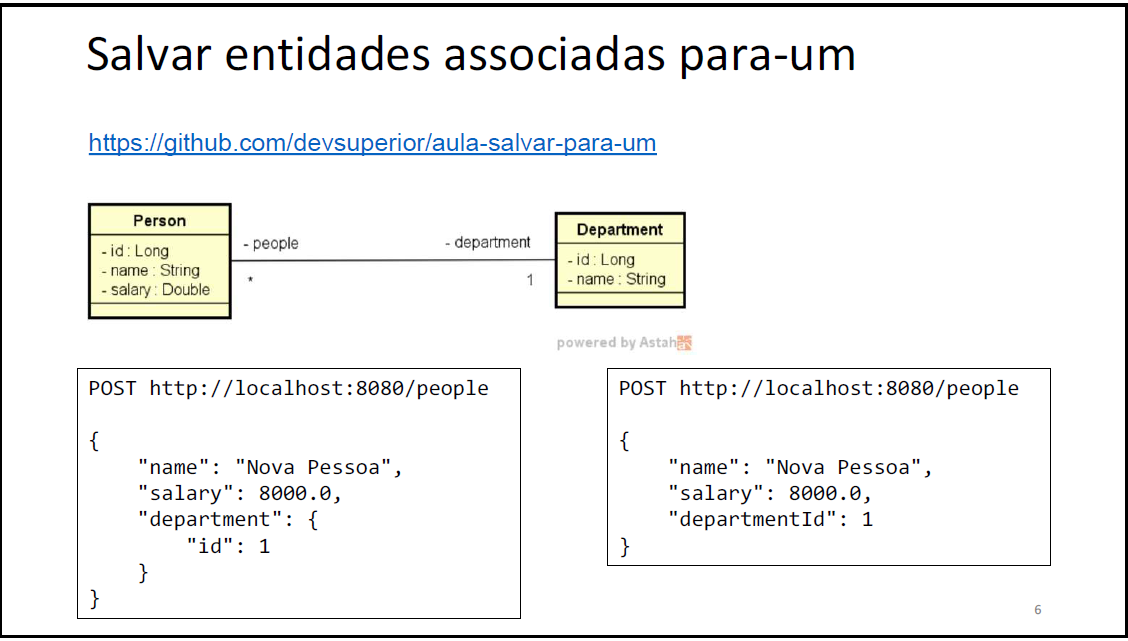 Salvar entidades associadas para-um
https://github.com/devsuperior/aula-salvar-para-um
Person
- id : Long
- name : String
- salary : Double
- people
*
- department
1
Department
- id : Long
- name : String
powered by Astah
POST http://localhost:8080/people
{
"name": "Nova Pessoa",
"salary": 8000.0,
"department": {
"id": 1
}
}
POST http://localhost:8080/people
{
"name": "Nova Pessoa",
"salary": 8000.0,
"departmentId": 1
}
6